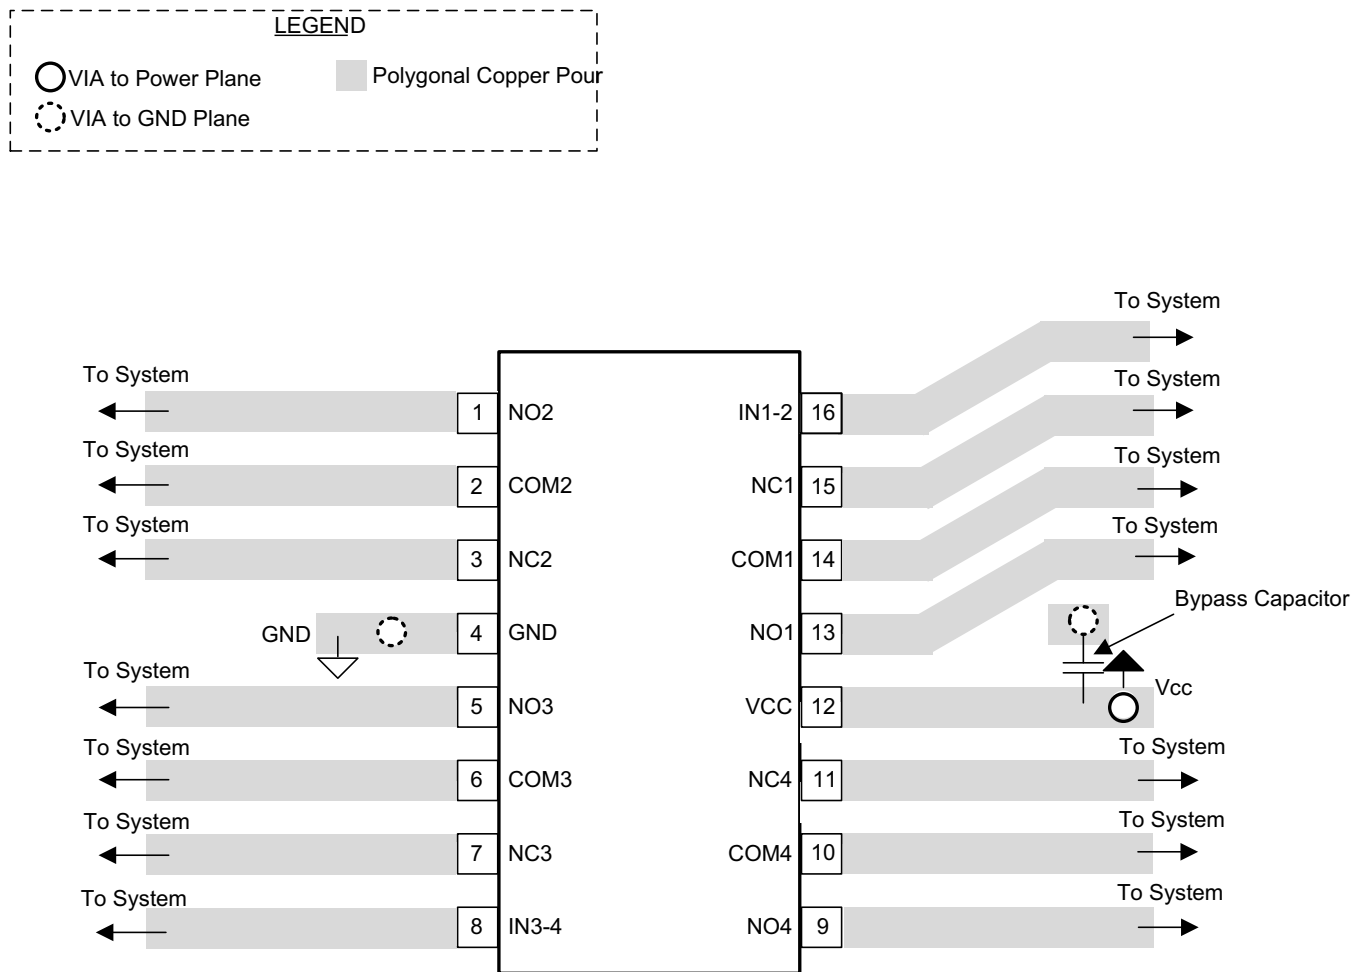 LEGEND
VIA to Power Plane
Polygonal Copper Pour
VIA to GND Plane
To System
To System
To System
GND
To System
To System
To System
To System
1 NO2
2 COM2
3 NC2
4 GND
5 NO3
6 COM3
7 NC3
8 IN3-4
IN1-2 16
NC1 15
COM1 14
NO1 13
VCC 12
NC4 11
COM4 10
NO4 9
To System
To System
To System
To System
Bypass Capacitor
Vcc
To System
To System
To System